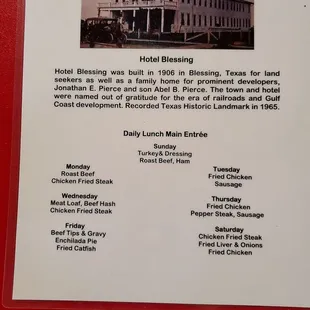 Hotel Blessing
Hotel Blessing was built in 1906 in Blessing, Texas for land
seekers as well as a family home for prominent developers,
Jonathan E. Pierce and son Abel B. Pierce. The town and hotel
were named out of gratitude for the era of railroads and Gulf
Coast development. Recorded Texas Historic Landmark in 1965.
Daily Lunch Main Entrée
Sunday
Turkey& Dressing
Roast Beef, Ham
Monday
Roast Beef
Chicken Fried Steak
Tuesday
Fried Chicken
Sausage
Wednesday
Meat Loaf, Beef Hash
Chicken Fried Steak
Thursday
Fried Chicken
Pepper Steak, Sausage
Friday
Beef Tips & Gravy
Enchilada Pie
Fried Catfish
Saturday
Chicken Fried Steak
Fried Liver & Onions
Fried Chicken